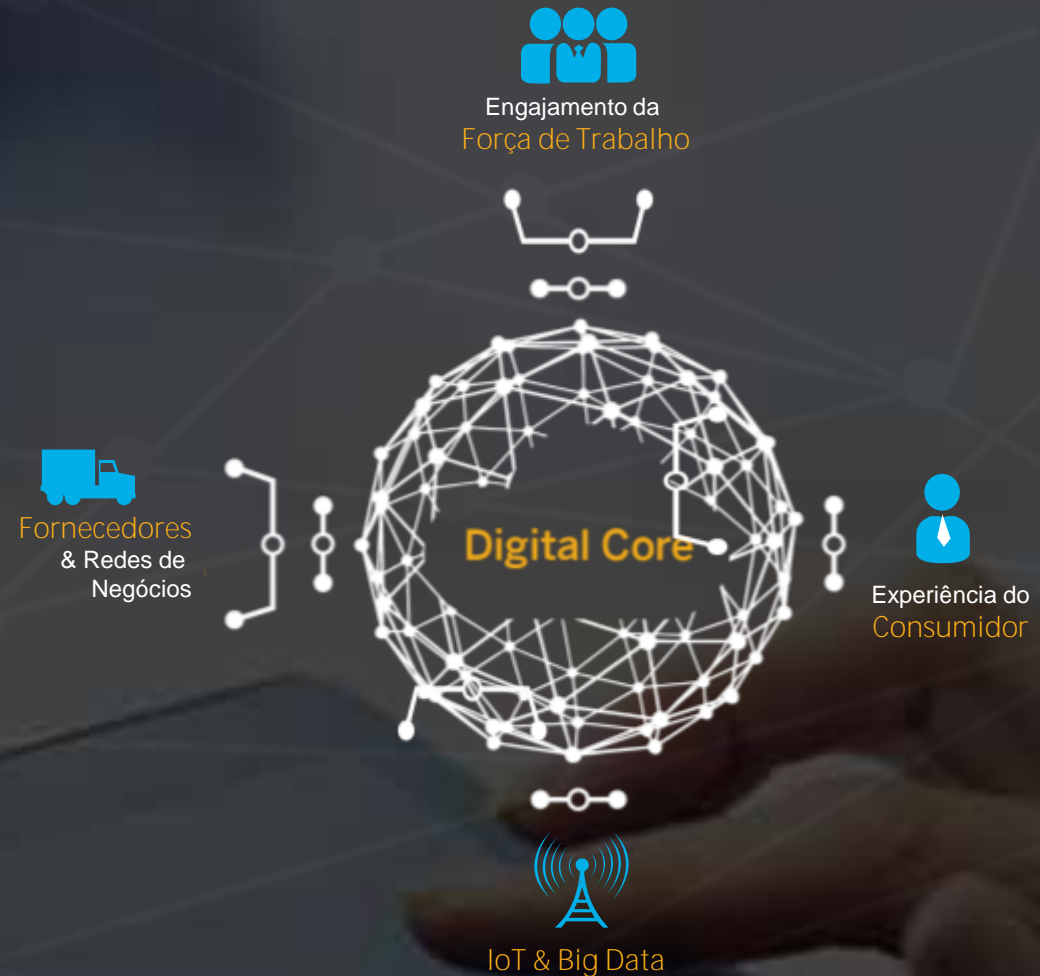 Engajamento da
Força de Trabalho
Fornecedores
& Redes de
Negócios
Digital Core
Experiência do
Consumidor
IoT & Big Data